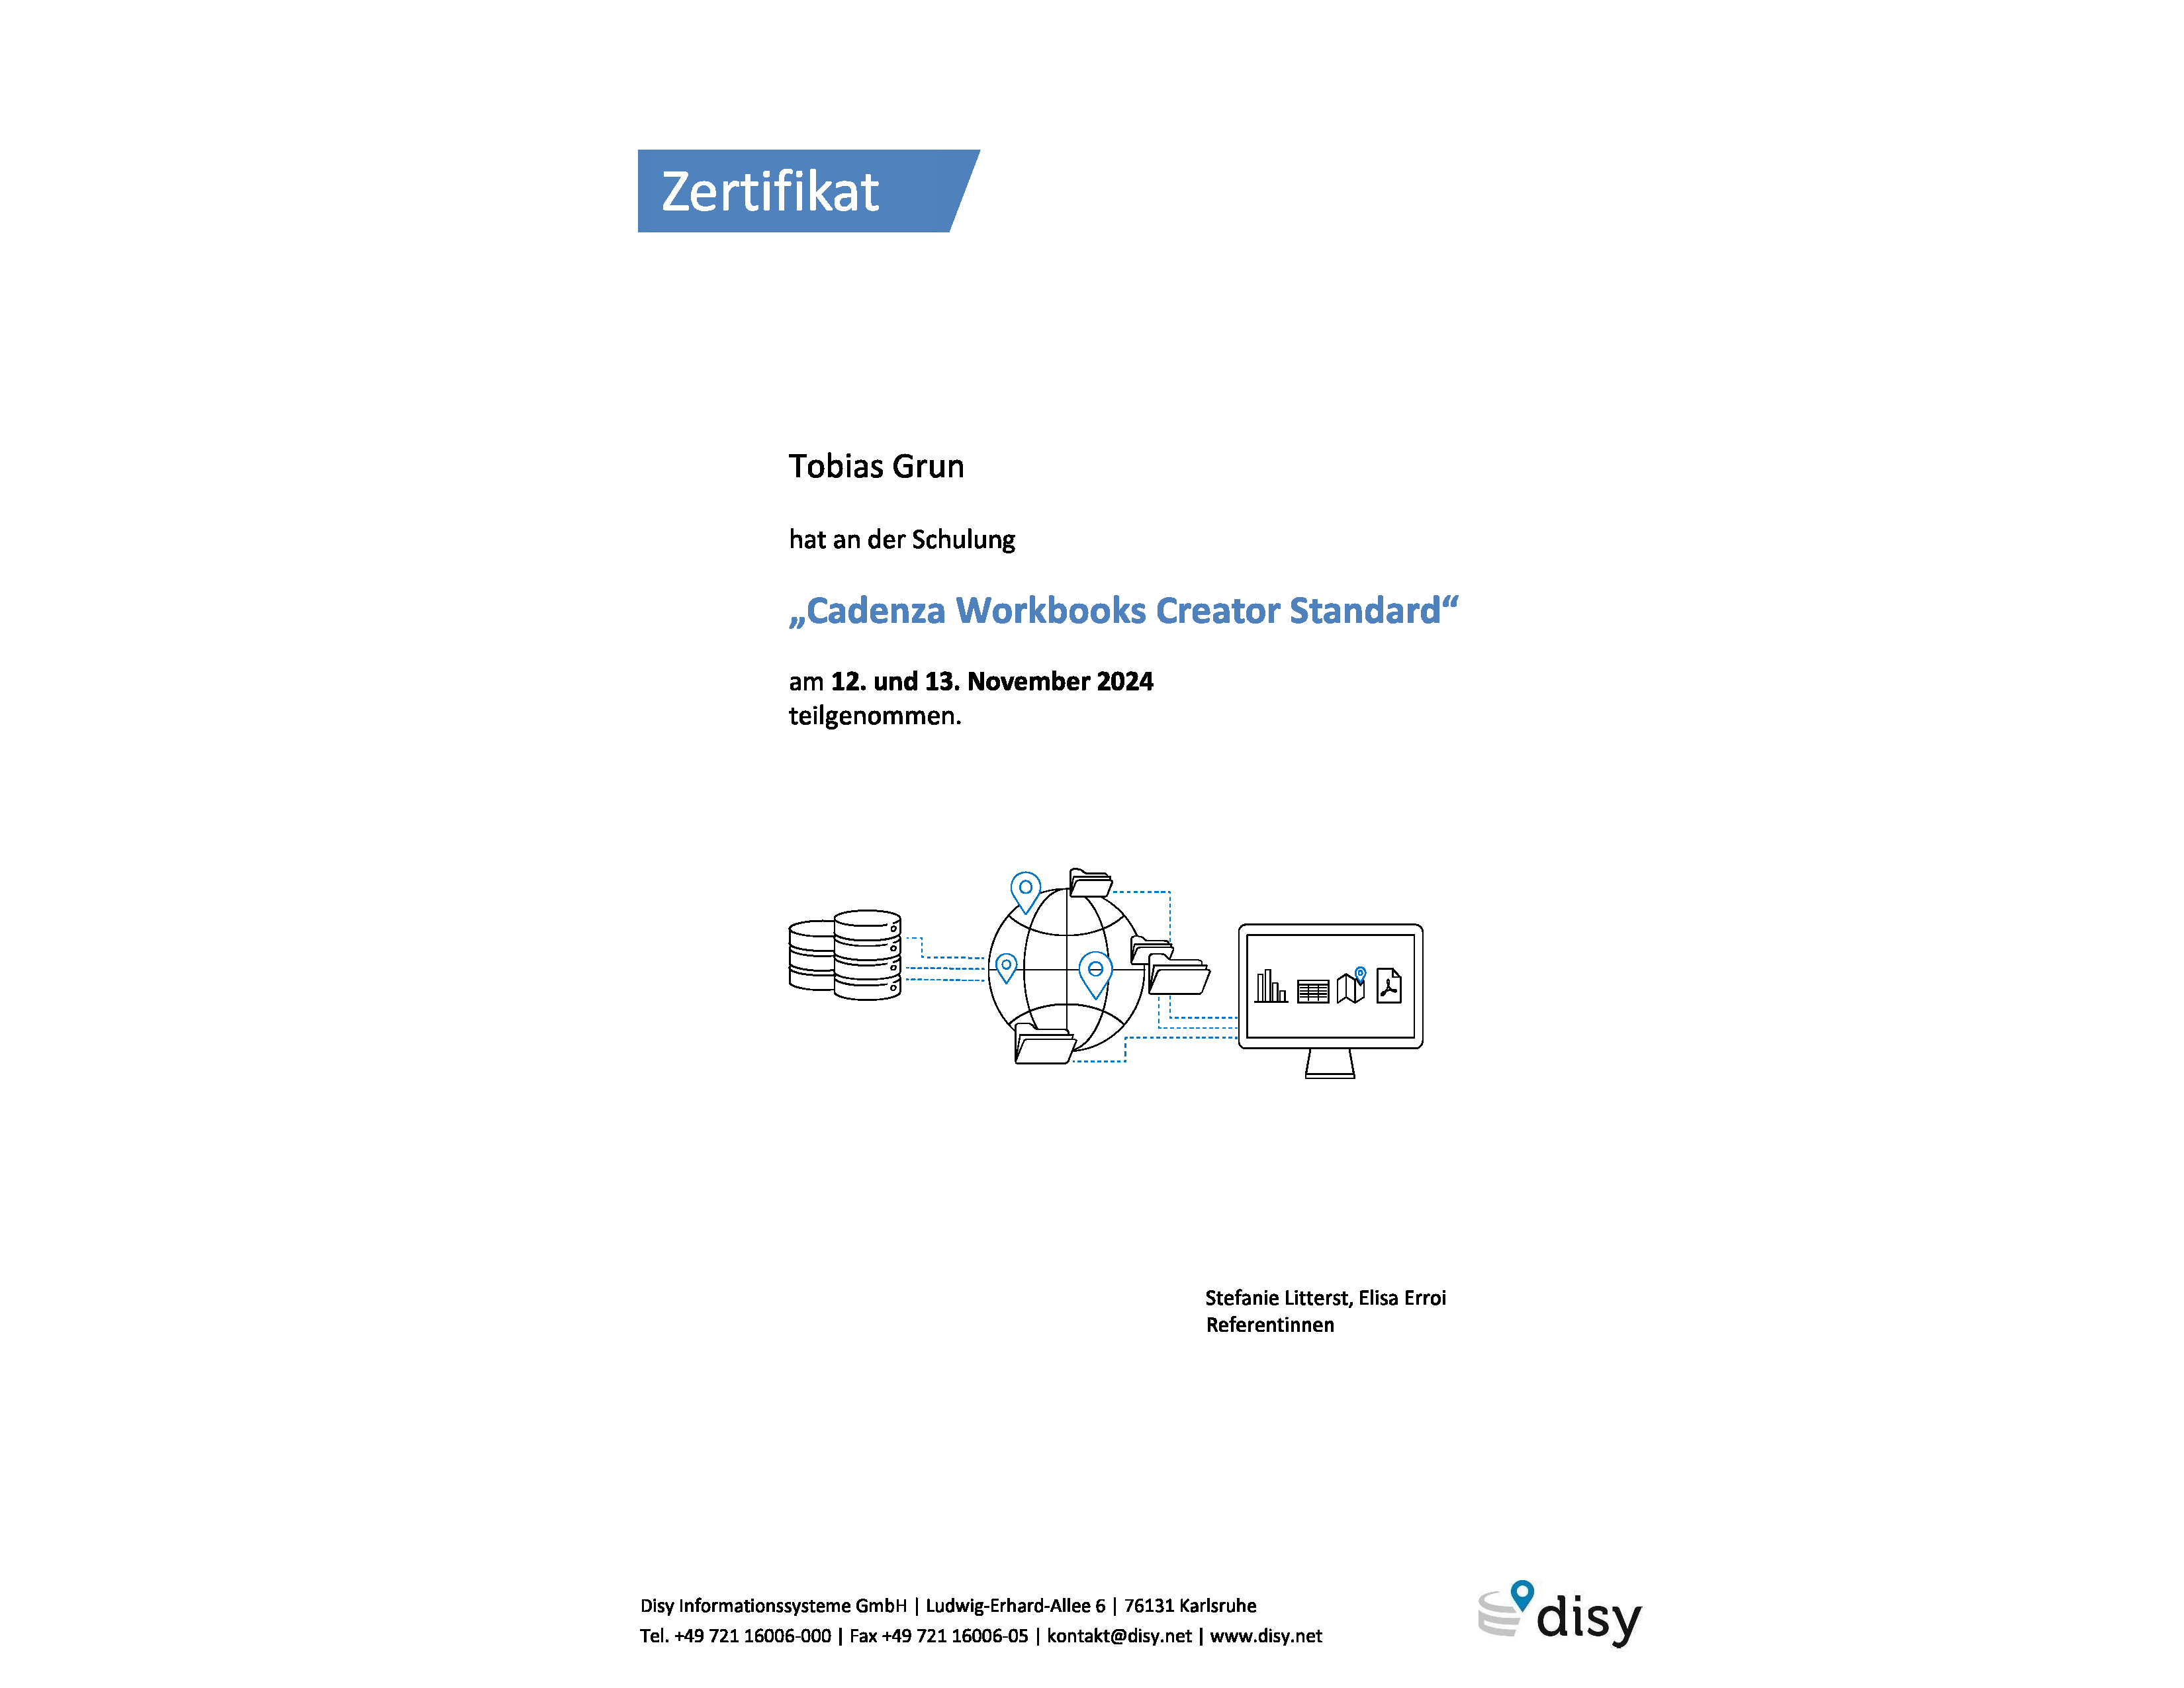 Zertifikat
Tobias Grun
hat an der Schulung
„Cadenza Workbooks Creator Standard“
am 12. und 13. November 2024
teilgenommen.
Stefanie Litterst, Elisa Erroi
Referentinnen
Disy Informationssysteme GmbH | Ludwig-Erhard-Allee 6 | 76131 Karlsruhe
Tel. +49 721 16006-000 | Fax +49 721 16006-05 | kontakt@disy.net | www.disy.net
disy